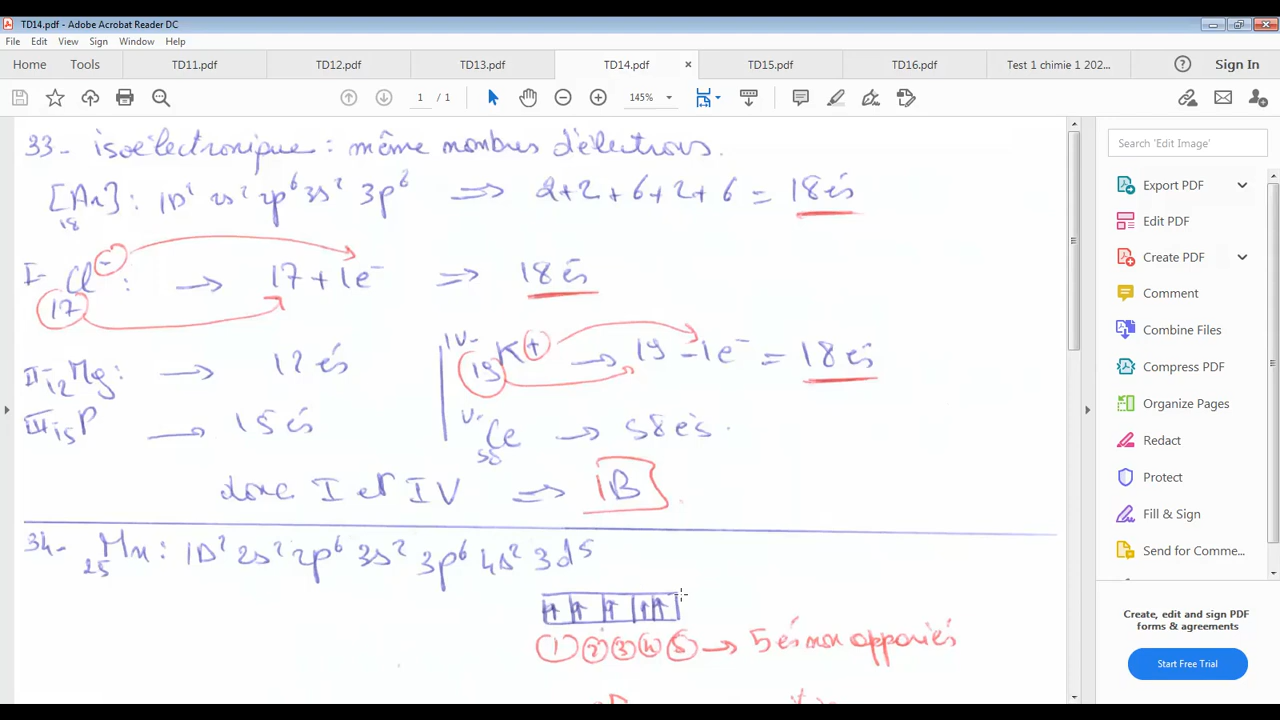 TD14.pdf - Adobe Acrobat Reader DC
File Edit View Sign Window Help
Home Tools TD11.pdf TD12.pdf TD13.pdf TD14.pdf × TD15.pdf TD16.pdf Test 1 chimie 1 202... Sign In
1 / 1 145%
Search 'Edit Image'
Export PDF
Edit PDF
Create PDF
Comment
Combine Files
Compress PDF
Organize Pages
Redact
Protect
Fill & Sign
Send for Comme...
Create, edit and sign PDF
forms & agreements
Start Free Trial
33- isoélectronique : même nombres d'électrons.
[Ar] : 1s² 2s² 2p⁶ 3s² 3p⁶ ⟹ 2+2+6+2+6 = 18 és
18
I- Cl⁻ : → 17 + 1e⁻ ⟹ 18 és
17
II- ₁₂Mg : → 12 és
III- ₁₅P → 15 és
IV- ₁₉K⁺ → 19 - 1e⁻ = 18 és
V- ₅₈Ce → 58 és.
donc I et IV ⟹ B
34- ₂₅Mn : 1s² 2s² 2p⁶ 3s² 3p⁶ 4s² 3d⁵
↑ ↑ ↑ ↑ ↑
① ② ③ ④ ⑤ → 5 és non appariés